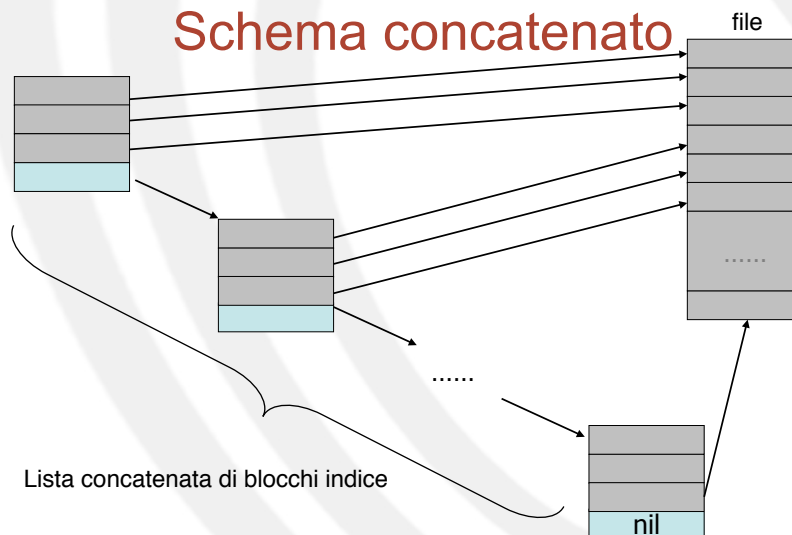 Schema concatenato
file
......
......
Lista concatenata di blocchi indice
nil